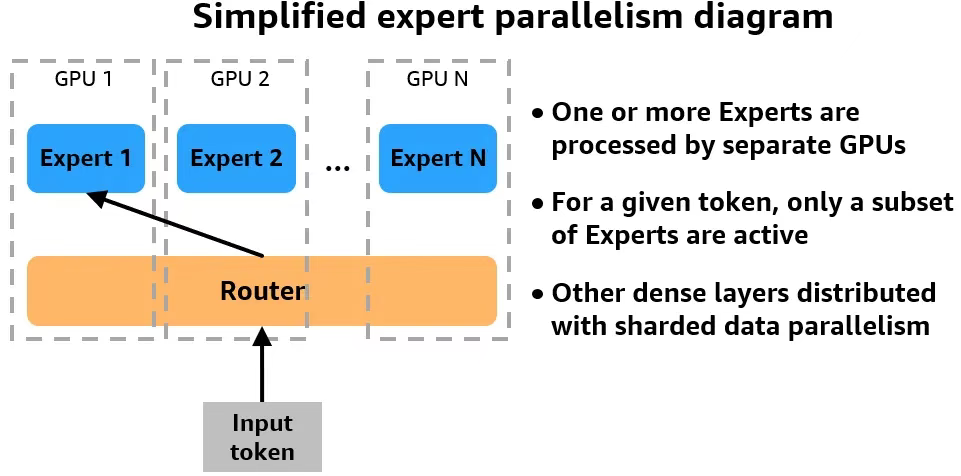 Simplified expert parallelism diagram
GPU 1
GPU 2
GPU N
Expert 1
Expert 2
...
Expert N
Router
Input
token
• One or more Experts are
processed by separate GPUs
• For a given token, only a subset
of Experts are active
• Other dense layers distributed
with sharded data parallelism